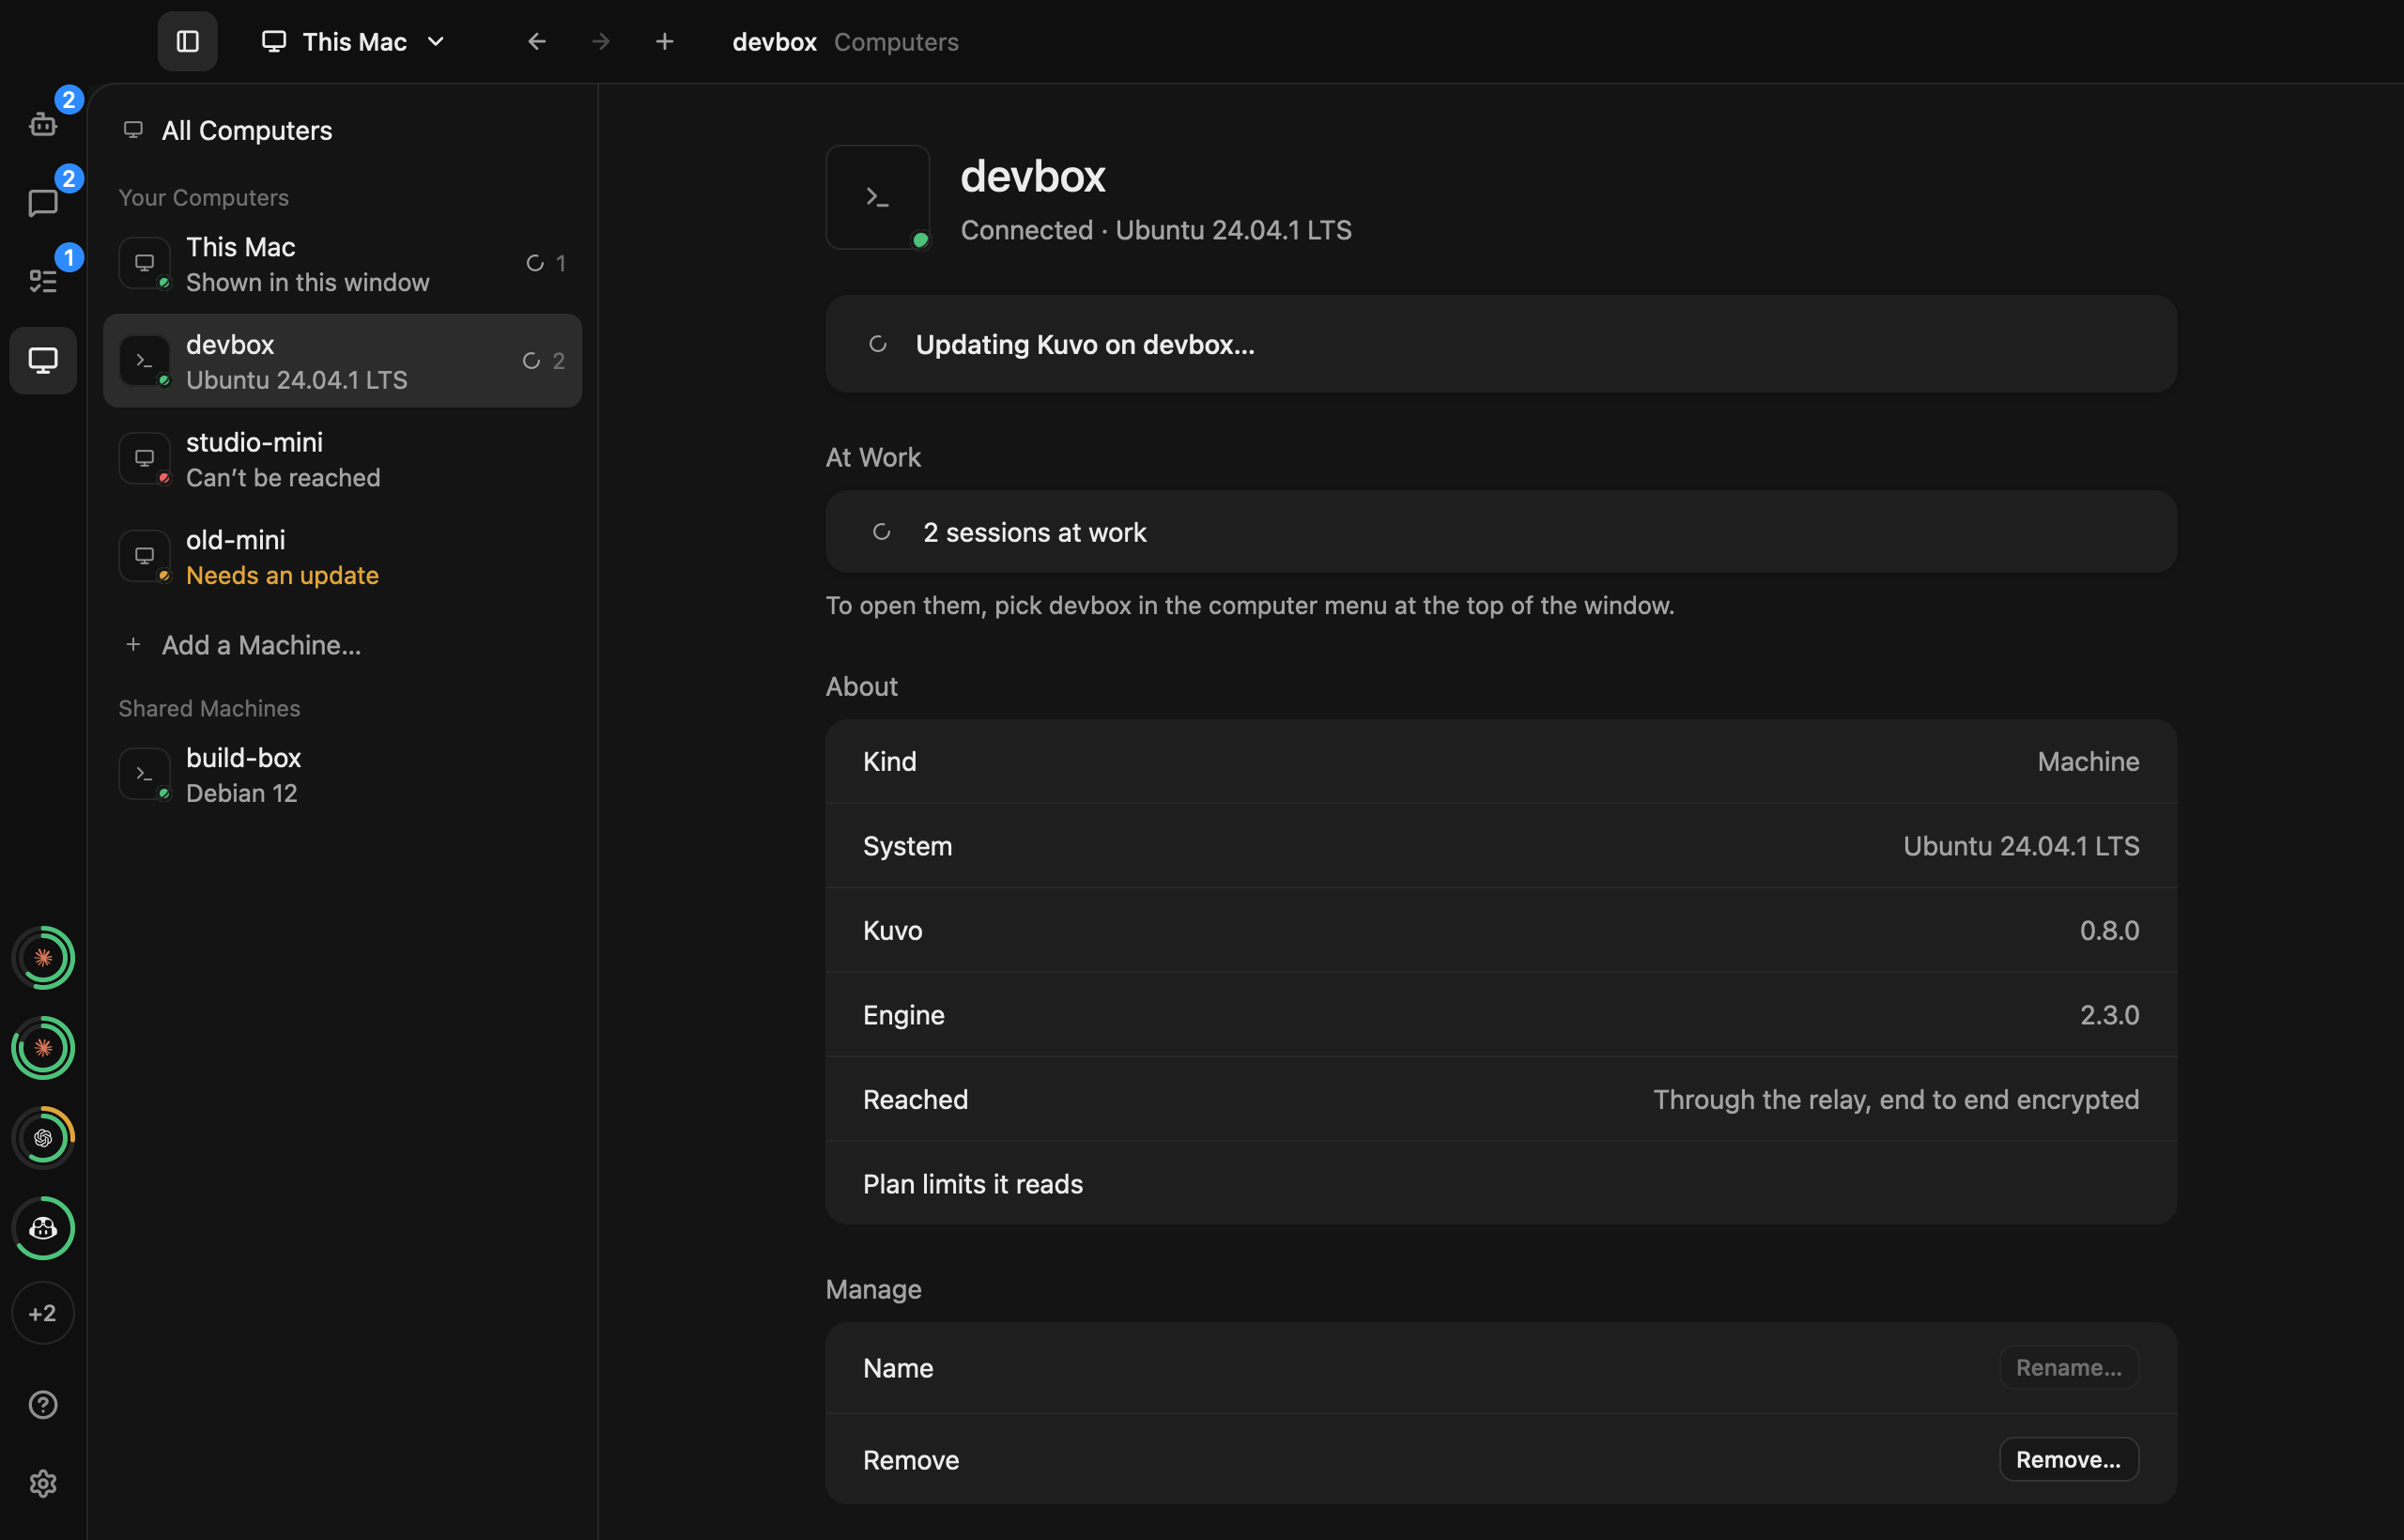 This Mac
devbox Computers
2
2
1
All Computers
Your Computers
This Mac
Shown in this window
1
devbox
Ubuntu 24.04.1 LTS
2
studio-mini
Can’t be reached
old-mini
Needs an update
Add a Machine...
Shared Machines
build-box
Debian 12
+2
devbox
Connected · Ubuntu 24.04.1 LTS
Updating Kuvo on devbox...
At Work
2 sessions at work
To open them, pick devbox in the computer menu at the top of the window.
About
Kind Machine
System Ubuntu 24.04.1 LTS
Kuvo 0.8.0
Engine 2.3.0
Reached Through the relay, end to end encrypted
Plan limits it reads
Manage
Name Rename...
Remove Remove...